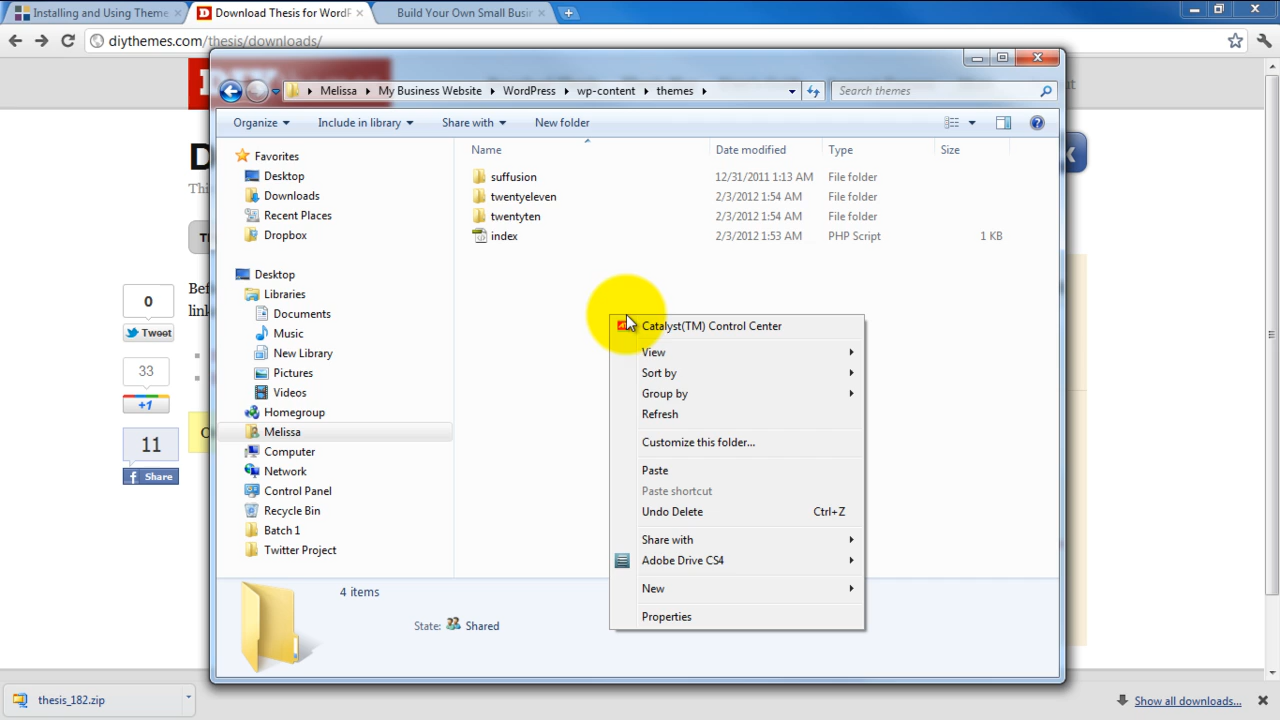 Installing and Using Theme
Download Thesis for WordP
Build Your Own Small Busin
diythemes.com/thesis/downloads/
Melissa
My Business Website
WordPress
wp-content
themes
Search themes
Organize
Include in library
Share with
New folder
Name
Date modified
Type
Size
Favorites
Desktop
Downloads
Recent Places
Dropbox
Desktop
Libraries
Documents
Music
New Library
Pictures
Videos
Homegroup
Melissa
Computer
Network
Control Panel
Recycle Bin
Batch 1
Twitter Project
suffusion 12/31/2011 1:13 AM File folder
twentyeleven 2/3/2012 1:54 AM File folder
twentyten 2/3/2012 1:54 AM File folder
index 2/3/2012 1:53 AM PHP Script 1 KB
Catalyst(TM) Control Center
View
Sort by
Group by
Refresh
Customize this folder...
Paste
Paste shortcut
Undo Delete Ctrl+Z
Share with
Adobe Drive CS4
New
Properties
4 items
State: Shared
0
Tweet
33
+1
11
Share
thesis_182.zip
Show all downloads...